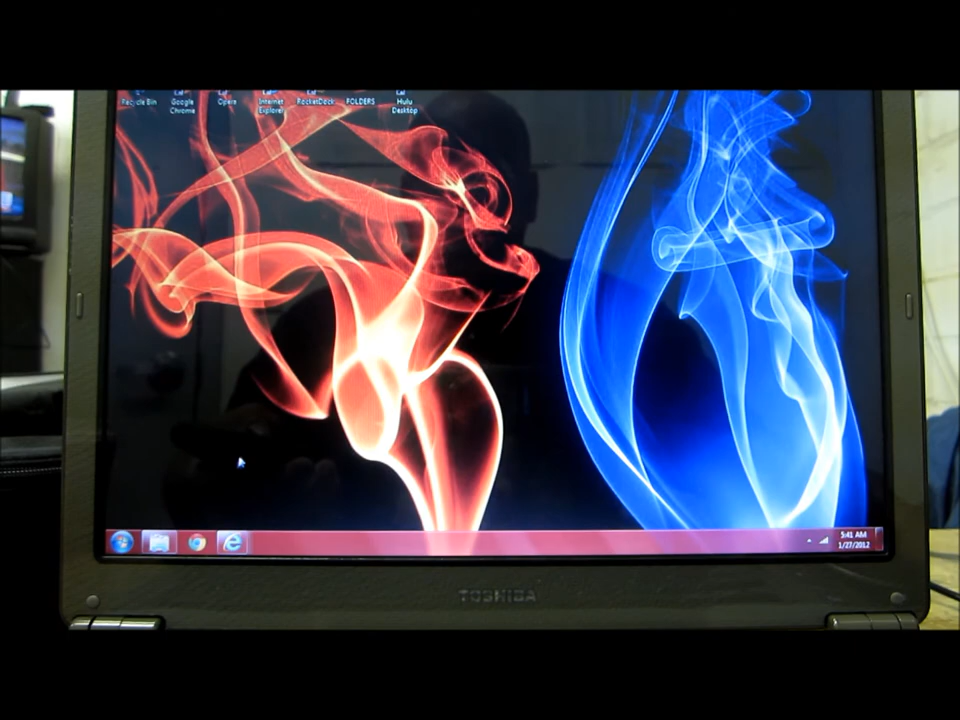 Recycle Bin
Google Chrome
Opera
Internet Explorer
RocketDock
FOLDERS
Hulu Desktop
5:41 AM
1/27/2012
TOSHIBA